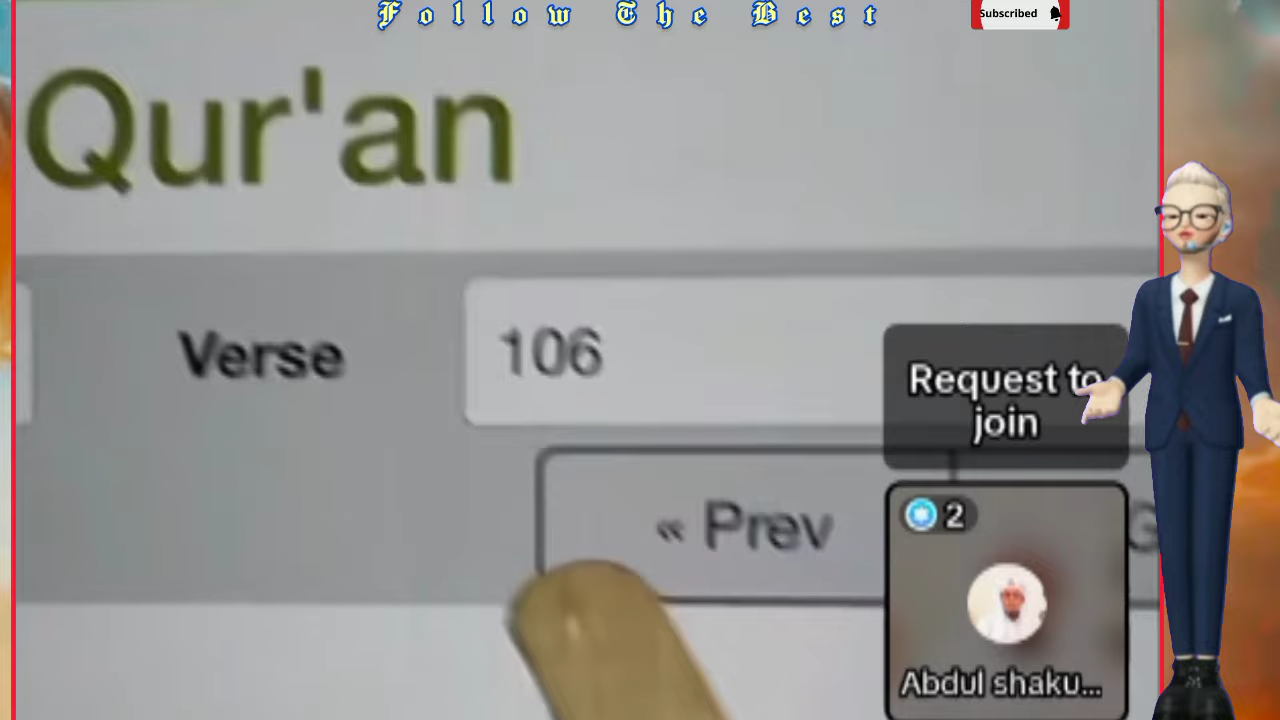 Follow The Best
Subscribed
Qur'an
Verse
106
Request to
join
« Prev
G
2
Abdul shaku...